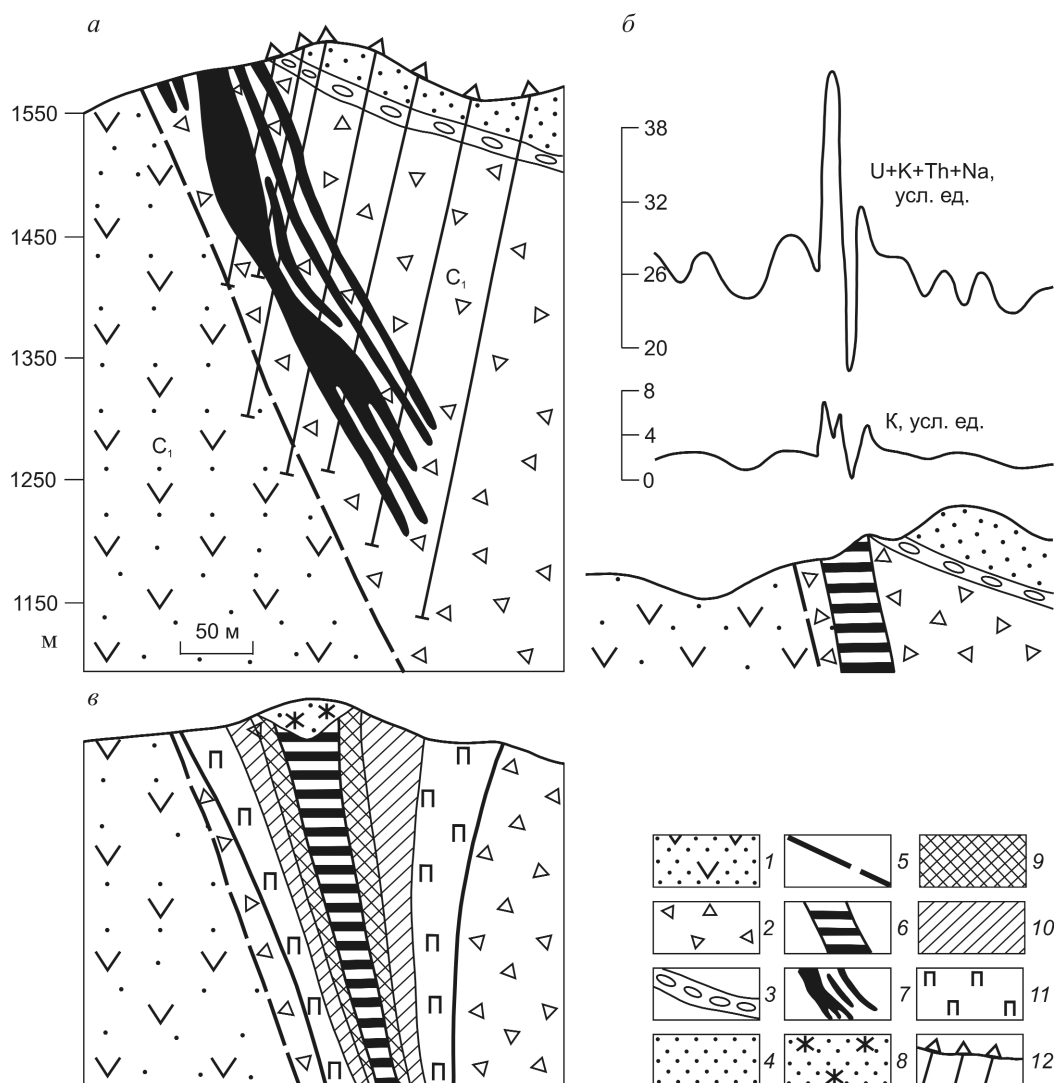 а
1550
1450
1350
1250
1150
м
50 м
C₁
C₁
б
38
32
26
20
U+K+Th+Na,
усл. ед.
8
4
0
К, усл. ед.
в
П
П
П
П
П
П
П
П
П
П
П
П
1
5
9
2
6
10
3
7
П
П
П
П
11
4
8
12